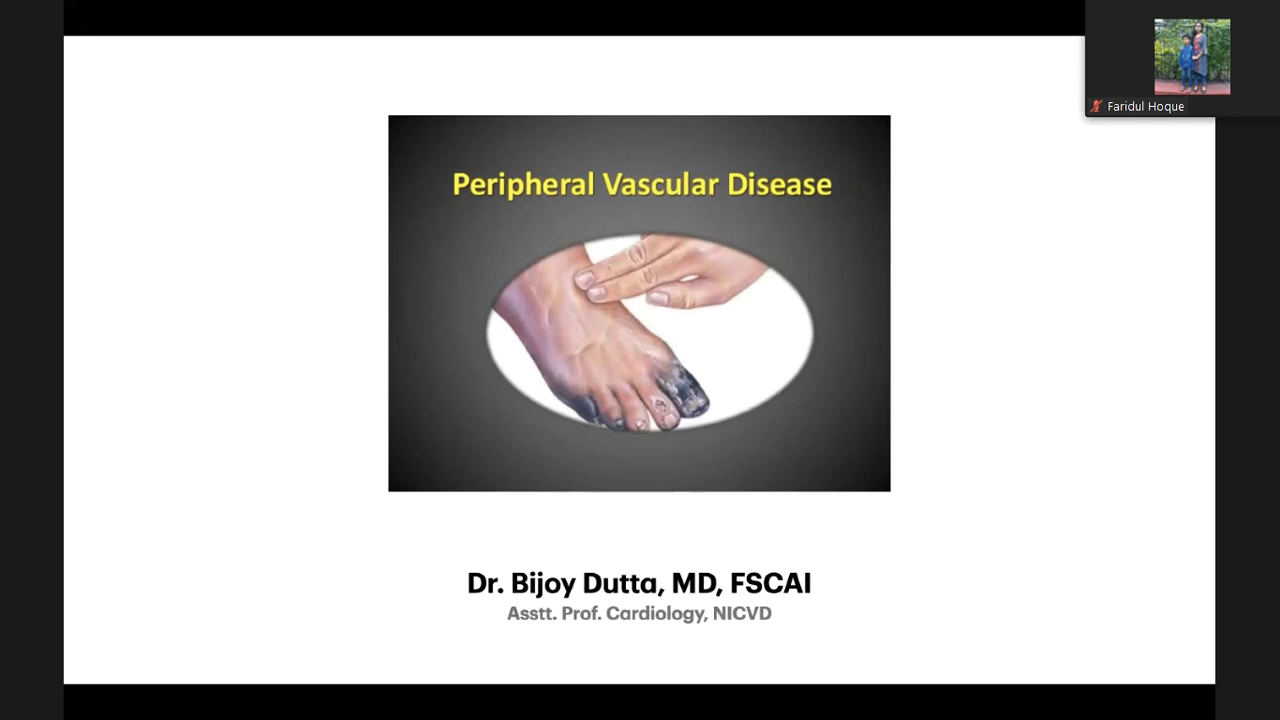 Faridul Hoque
Peripheral Vascular Disease
Dr. Bijoy Dutta, MD, FSCAI
Asstt. Prof. Cardiology, NICVD